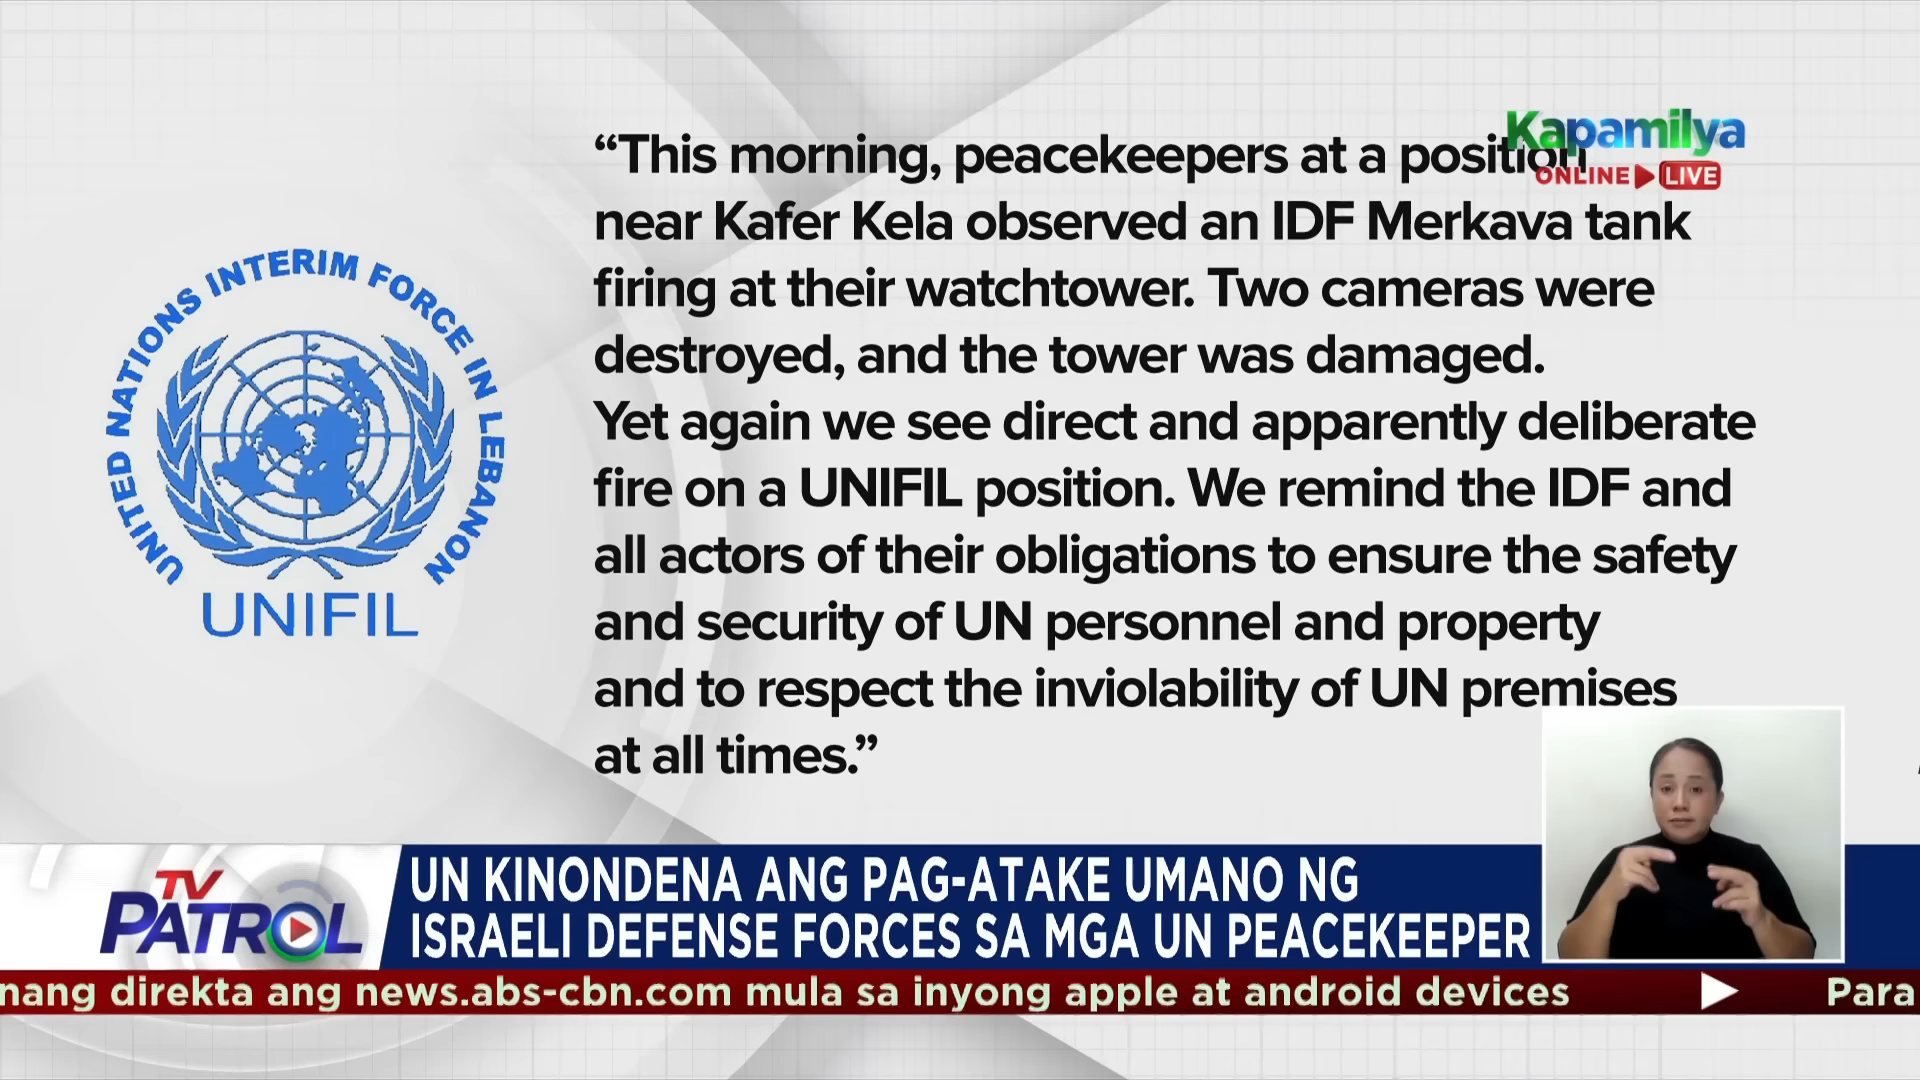 Kapamilya
ONLINE LIVE
“This morning, peacekeepers at a position
near Kafer Kela observed an IDF Merkava tank
firing at their watchtower. Two cameras were
destroyed, and the tower was damaged.
Yet again we see direct and apparently deliberate
fire on a UNIFIL position. We remind the IDF and
all actors of their obligations to ensure the safety
and security of UN personnel and property
and to respect the inviolability of UN premises
at all times.”
UNITED NATIONS INTERIM FORCE IN LEBANON
UNIFIL
TV PATROL
UN KINONDENA ANG PAG-ATAKE UMANO NG
ISRAELI DEFENSE FORCES SA MGA UN PEACEKEEPER
nang direkta ang news.abs-cbn.com mula sa inyong apple at android devices Para